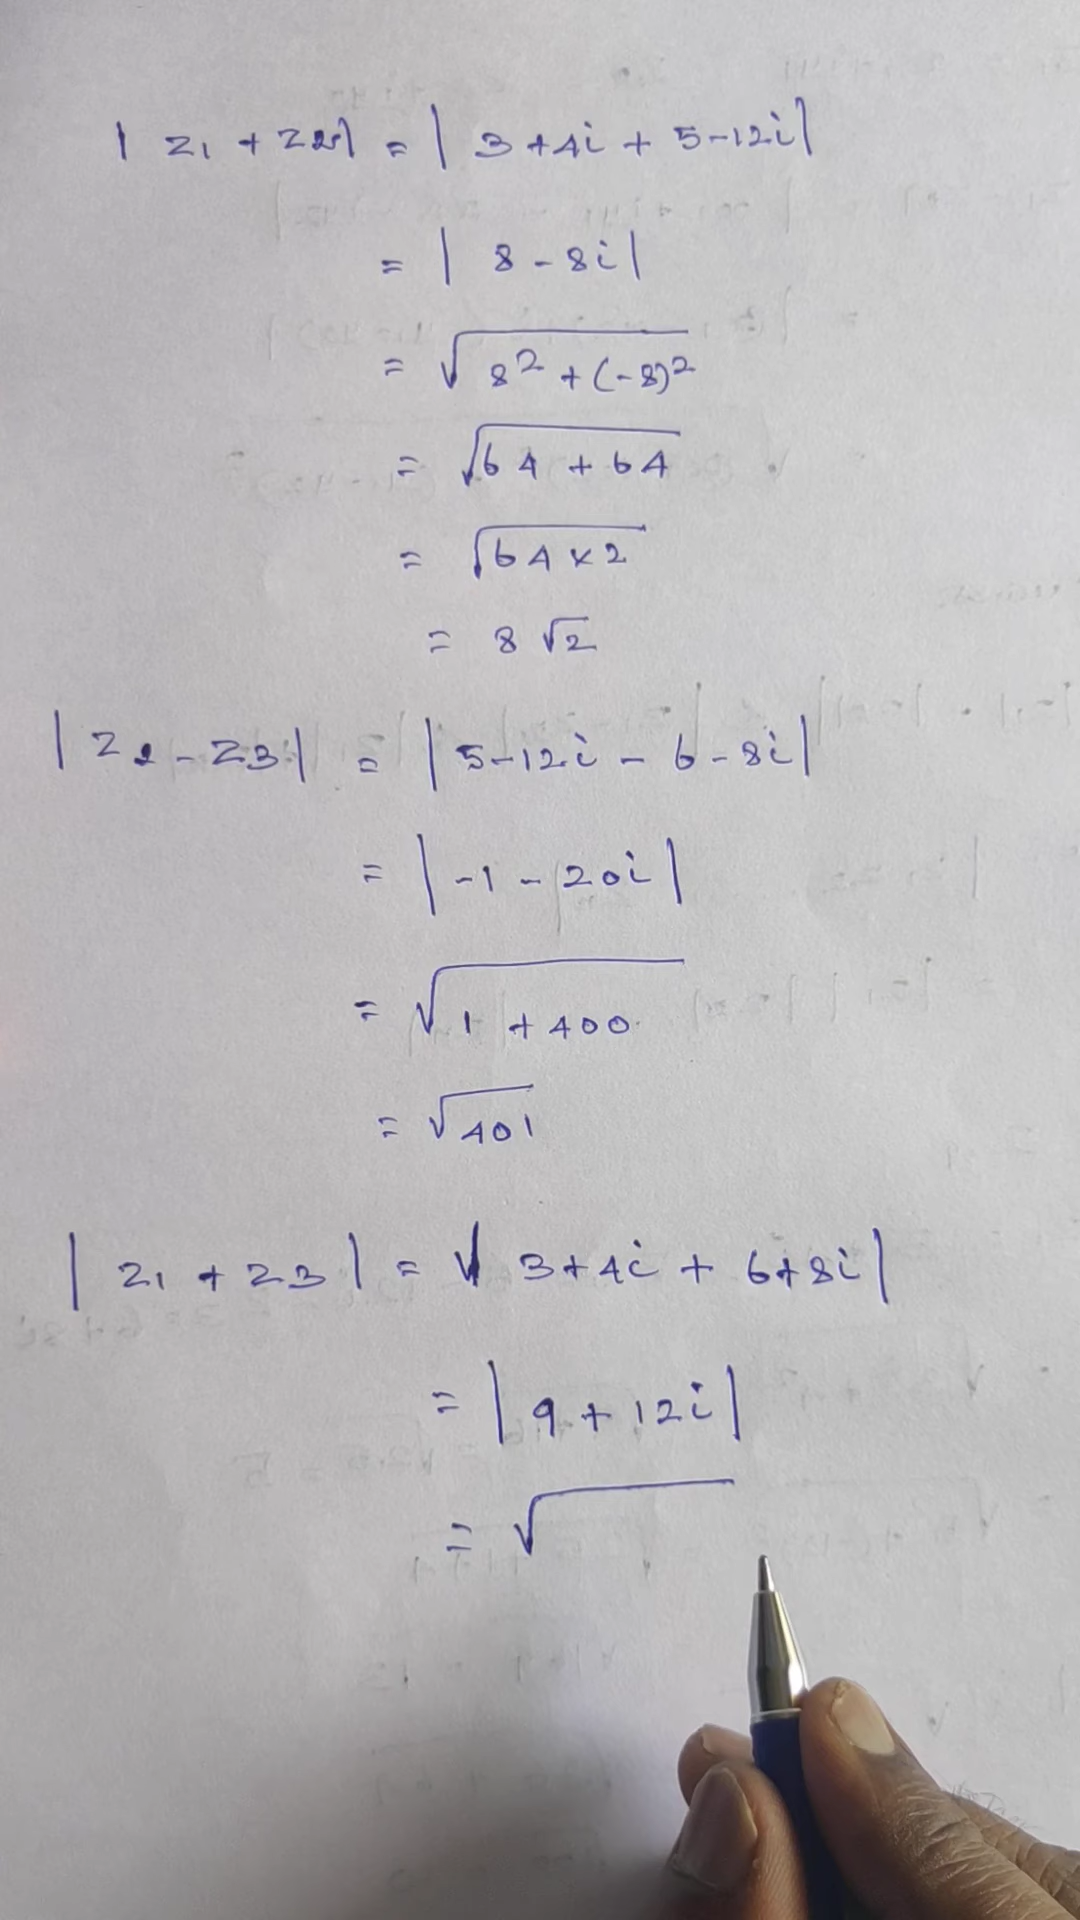 | z1 + z2| = | 3+4i + 5-12i|
= | 8-8i|
= √8² + (-8)²
= √64 + 64
= √64 × 2
= 8 √2
| z2 - z3| = | 5-12i - 6-8i|
= |-1 - 20i|
= √1 + 400
= √401
| z1 + z3 | = | 3+4i + 6+8i|
= | 9+12i|
= √